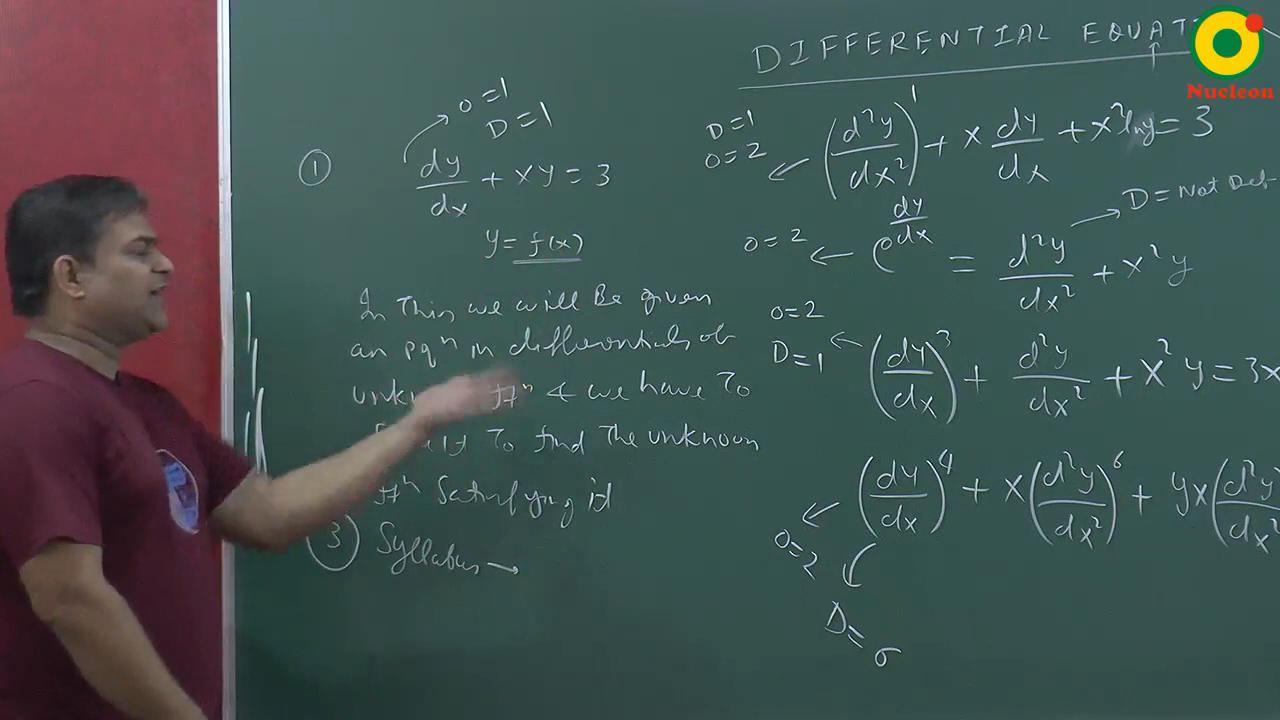 DIFFERENTIAL EQUAT
Nucleon
o=1
D=1
① dy/dx + xy = 3
y = f(x)
In This we will Be given
an eqⁿ in differentials of
fⁿ & we have To
To find The unknown
fⁿ Satisfying it
③ Syllabus →
D=1
o=2 ← (d²y/dx²)¹ + x dy/dx + x² lny = 3
o=2 ← e^(dy/dx) = d²y/dx² + x²y → D = Not Def
o=2
D=1 ← (dy/dx)³ + d²y/dx² + x²y = 3x
(dy/dx)⁴ + x(d²y/dx²)⁶ + yx(d²y/dx²
o=2
D=